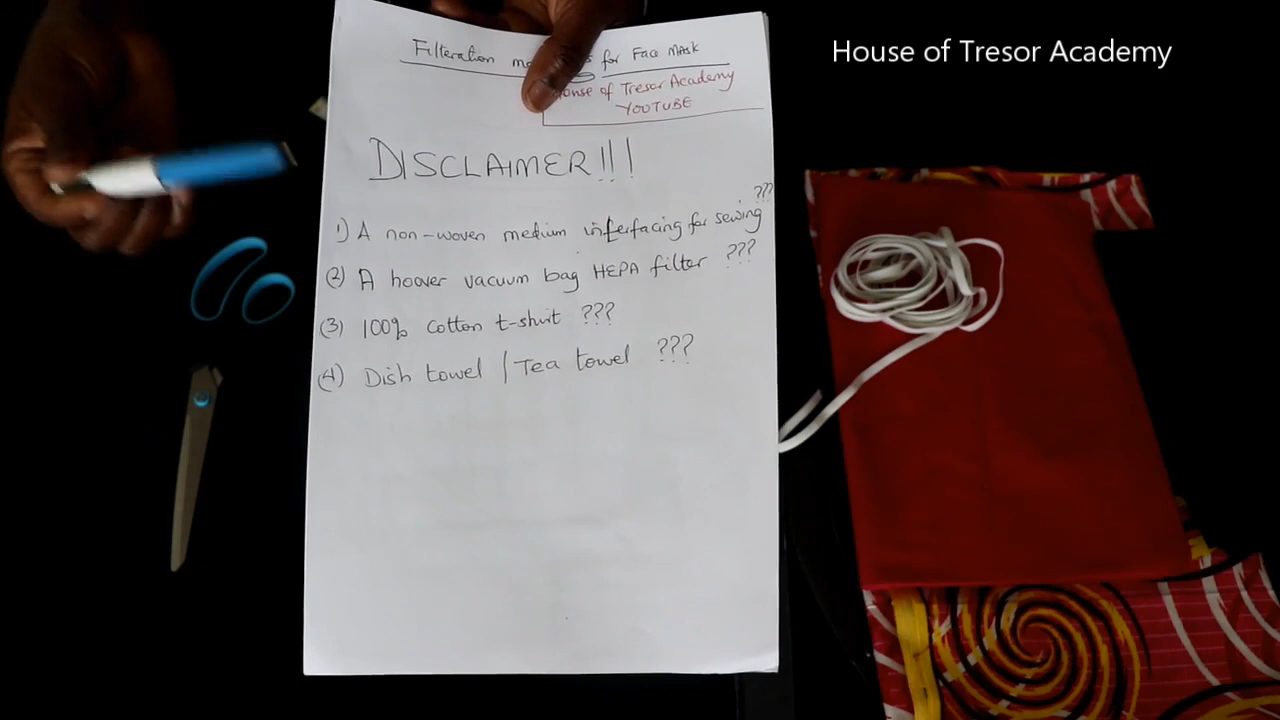 House of Tresor Academy
Filteration for Face MASK
House of Tresor Academy
YOUTUBE
DISCLAIMER!!!
1) A non-woven medium interfacing for sewing ???
(2) A hoover vacuum bag HEPA filter ???
(3) 100% cotton t-shirt ???
(4) Dish towel / Tea towel ???